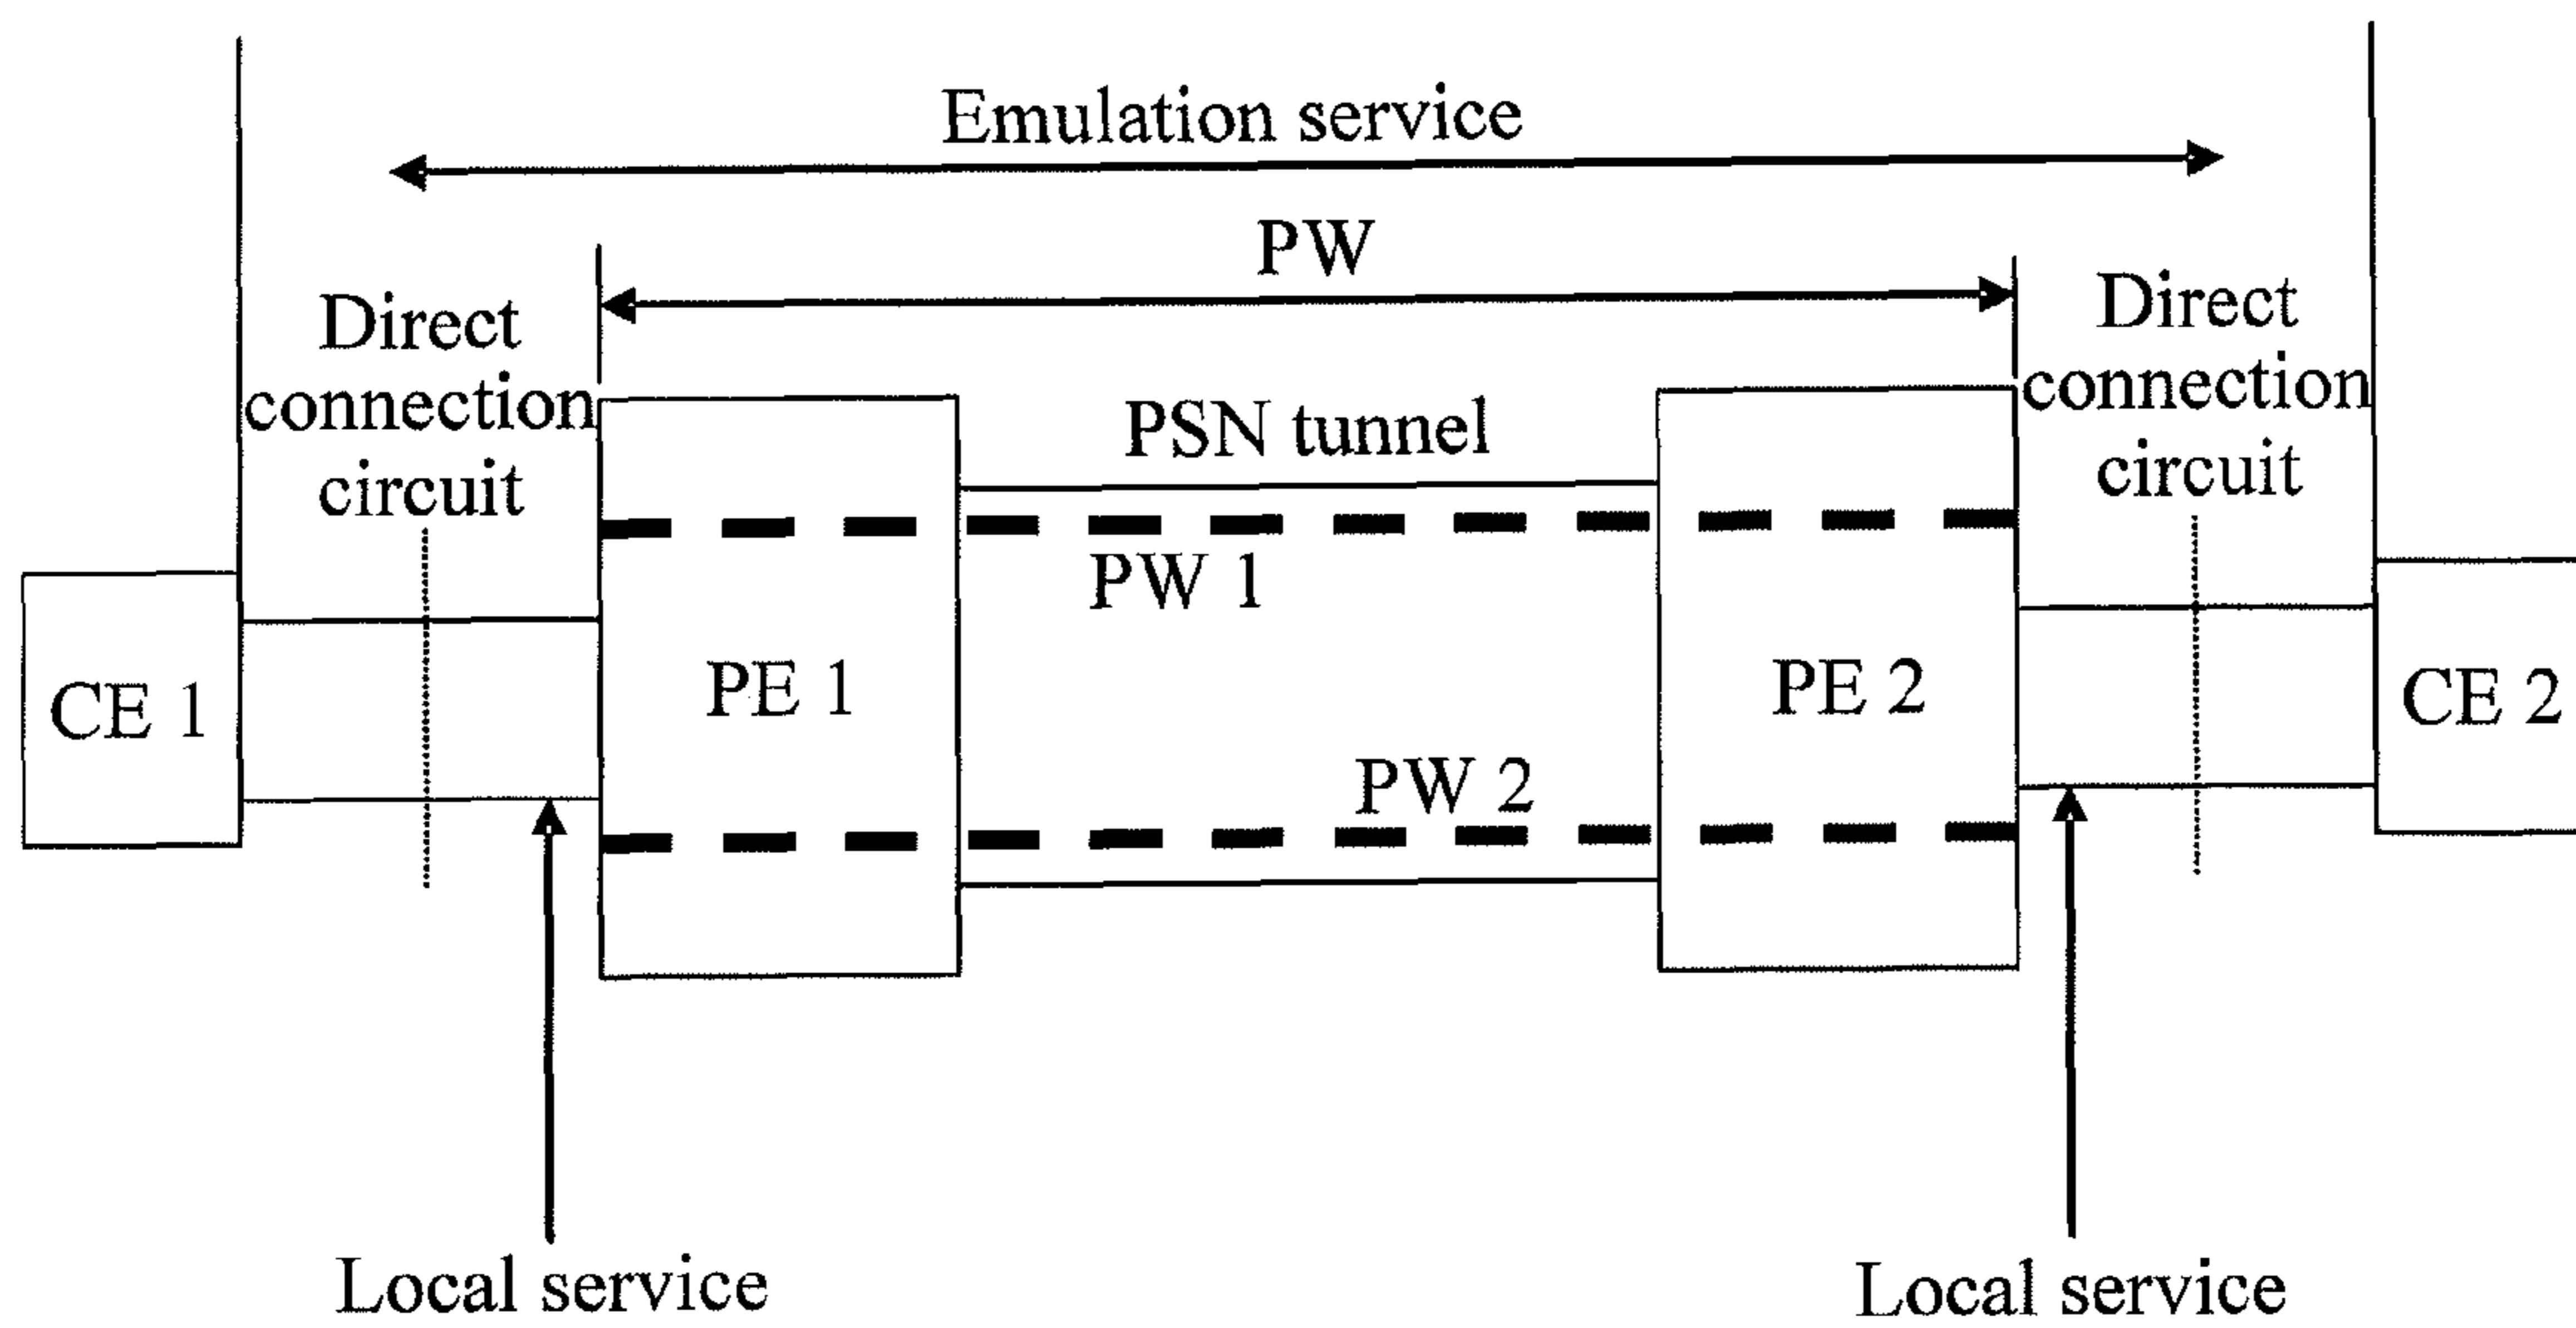 Emulation service
PW
Direct
connection
circuit
Direct
connection
circuit
PSN tunnel
PW 1
CE 1
PE 1
PE 2
CE 2
PW 2
Local service
Local service